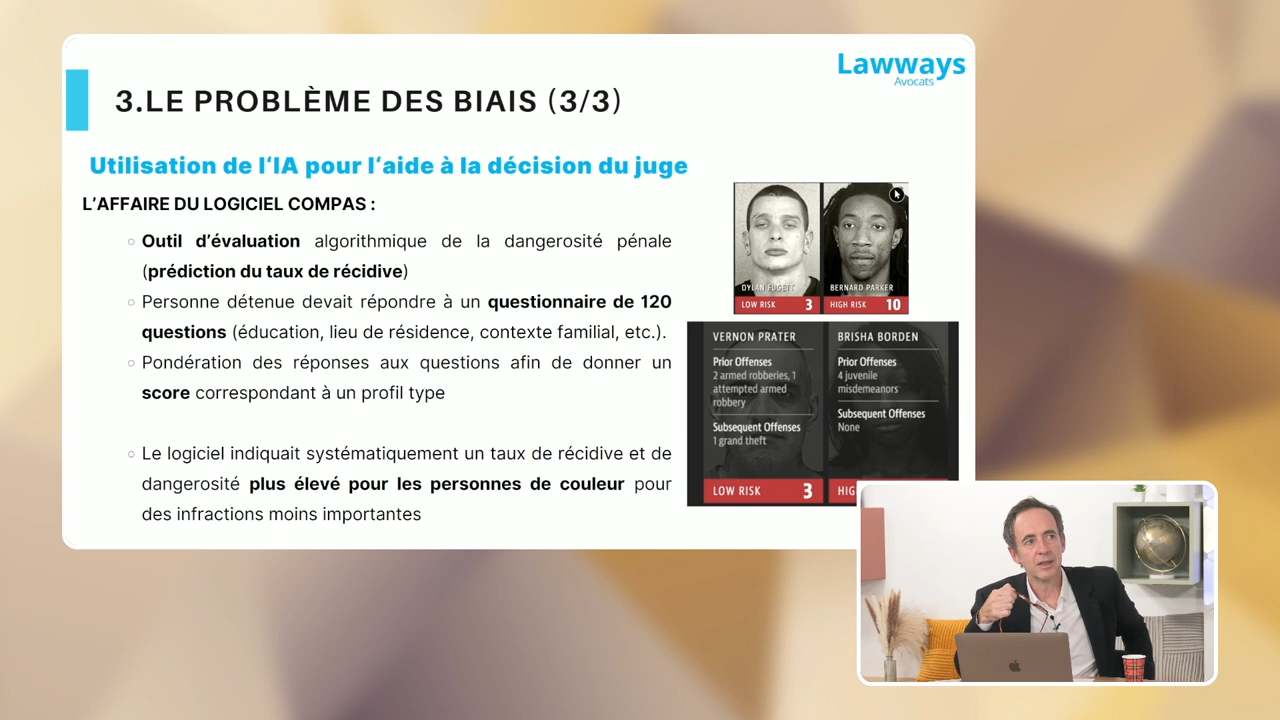 Lawways
Avocats
3.LE PROBLÈME DES BIAIS (3/3)
Utilisation de l‘IA pour l‘aide à la décision du juge
L’AFFAIRE DU LOGICIEL COMPAS :
Outil d’évaluation algorithmique de la dangerosité pénale
(prédiction du taux de récidive)
Personne détenue devait répondre à un questionnaire de 120
questions (éducation, lieu de résidence, contexte familial, etc.).
Pondération des réponses aux questions afin de donner un
score correspondant à un profil type
Le logiciel indiquait systématiquement un taux de récidive et de
dangerosité plus élevé pour les personnes de couleur pour
des infractions moins importantes
DYLAN FUGETT
LOW RISK 3
BERNARD PARKER
HIGH RISK 10
VERNON PRATER
Prior Offenses
2 armed robberies, 1
attempted armed
robbery
Subsequent Offenses
1 grand theft
LOW RISK 3
BRISHA BORDEN
Prior Offenses
4 juvenile
misdemeanors
Subsequent Offenses
None